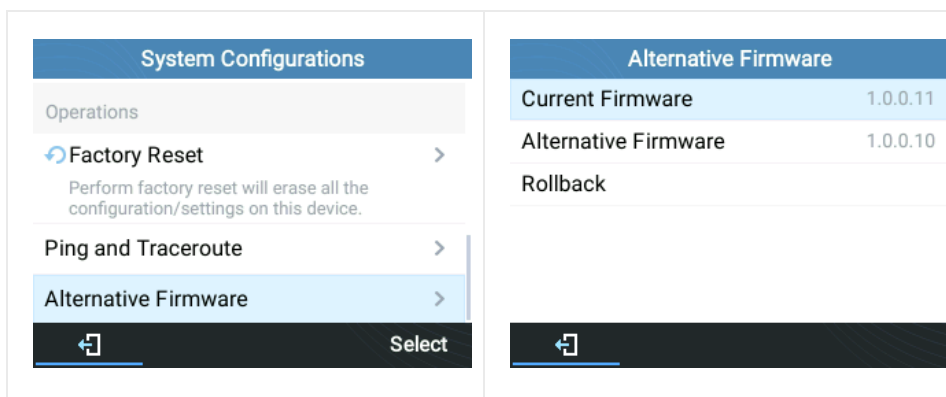 System Configurations
Operations
Factory Reset
Perform factory reset will erase all the
configuration/settings on this device.
Ping and Traceroute
Alternative Firmware
Select
Alternative Firmware
Current Firmware 1.0.0.11
Alternative Firmware 1.0.0.10
Rollback